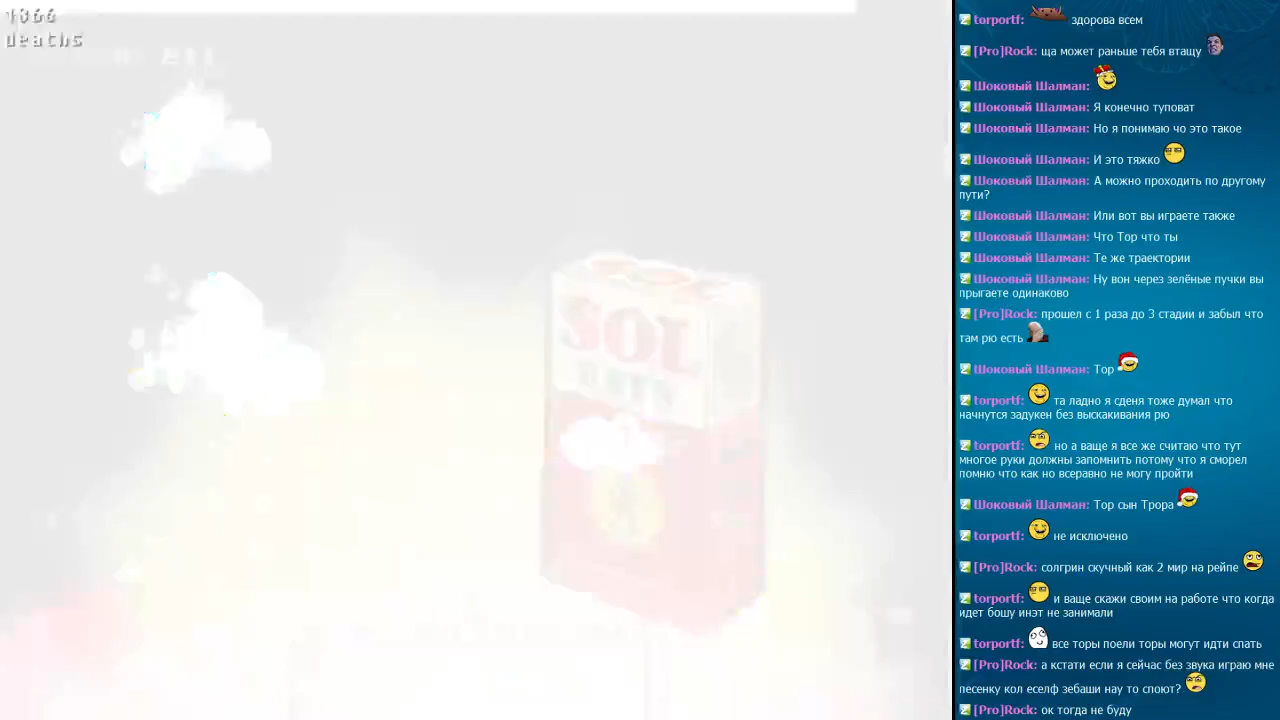 1066
deaths
SOL
torportf: здорова всем
[Pro]Rock: ща может раньше тебя втащу
Шоковый Шалман:
Шоковый Шалман: Я конечно туповат
Шоковый Шалман: Но я понимаю чо это такое
Шоковый Шалман: И это тяжко
Шоковый Шалман: А можно проходить по другому
пути?
Шоковый Шалман: Или вот вы играете также
Шоковый Шалман: Что Тор что ты
Шоковый Шалман: Те же траектории
Шоковый Шалман: Ну вон через зелёные пучки вы
прыгаете одинаково
[Pro]Rock: прошел с 1 раза до 3 стадии и забыл что
там рю есть
Шоковый Шалман: Тор
torportf: та ладно я сденя тоже думал что
начнутся задукен без выскакивания рю
torportf: но а ваще я все же считаю что тут
многое руки должны запомнить потому что я сморел
помню что как но всеравно не могу пройти
Шоковый Шалман: Тор сын Трора
torportf: не исключено
[Pro]Rock: солгрин скучный как 2 мир на рейпе
torportf: и ваще скажи своим на работе что когда
идет бошу инэт не занимали
torportf: все торы поели торы могут идти спать
[Pro]Rock: а кстати если я сейчас без звука играю мне
песенку кол еселф зебаши нау то споют?
[Pro]Rock: ок тогда не буду